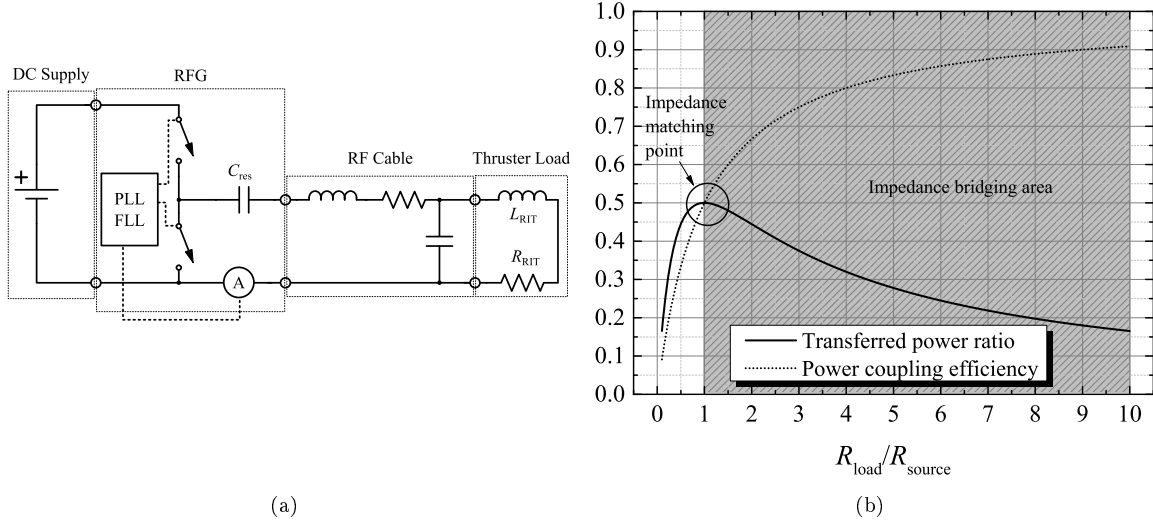 DC Supply
RFG
+
PLL
FLL
C_res
A
RF Cable
Thruster Load
L_RIT
R_RIT
(a)
1.0
0.9
0.8
0.7
0.6
0.5
0.4
0.3
0.2
0.1
0.0
Impedance
matching
point
Impedance bridging area
Transferred power ratio
Power coupling efficiency
0 1 2 3 4 5 6 7 8 9 10
R_load/R_source
(b)